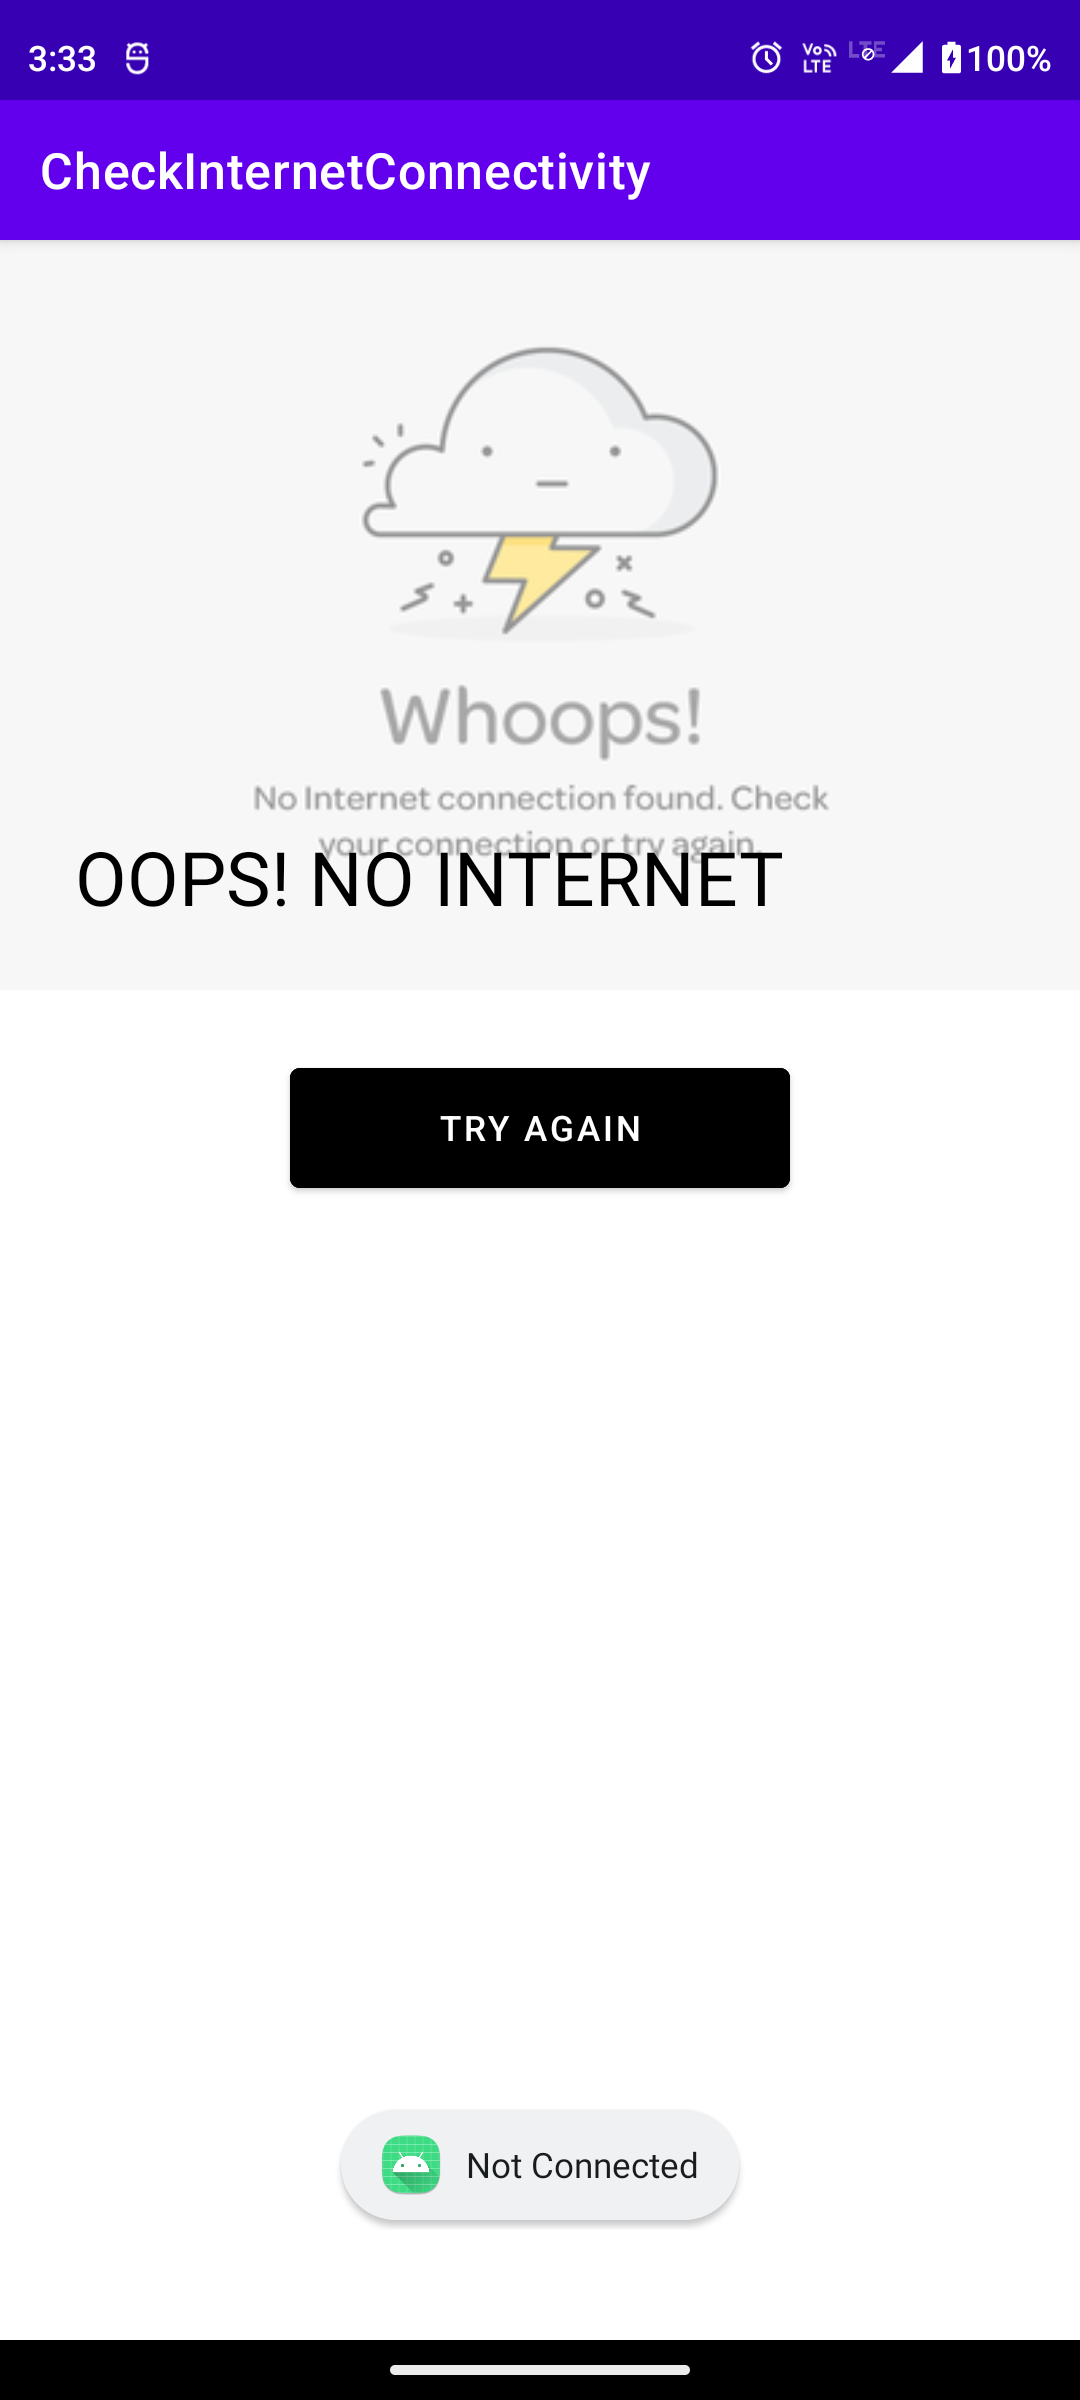 3:33 Vo LTE LTE 100%
CheckInternetConnectivity
Whoops!
No Internet connection found. Check
your connection or try again.
OOPS! NO INTERNET
TRY AGAIN
Not Connected